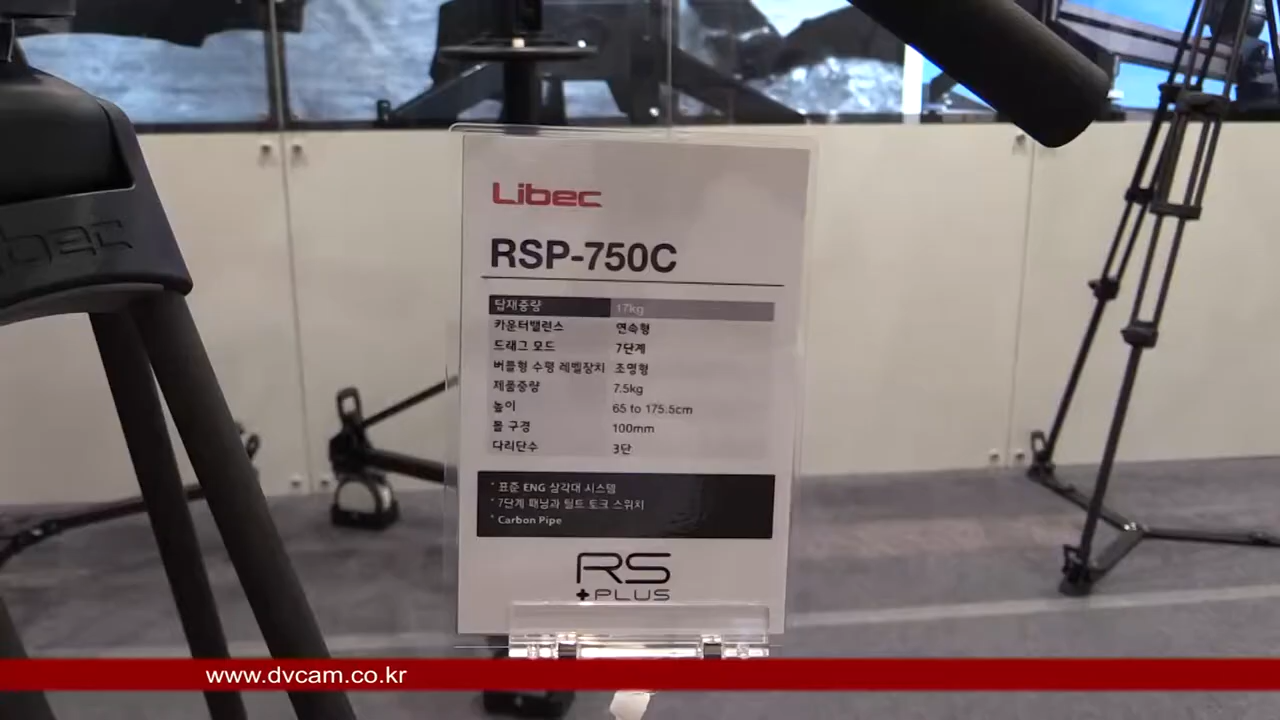 Libec
Libec
RSP-750C
탑재중량 17kg
카운터밸런스 연속형
드래그 모드 7단계
버블형 수평 레벨장치 조명형
제품중량 7.5kg
높이 65 to 175.5cm
볼 구경 100mm
다리단수 3단
* 표준 ENG 삼각대 시스템
* 7단계 패닝과 틸트 토크 스위치
* Carbon Pipe
RS
+PLUS
www.dvcam.co.kr